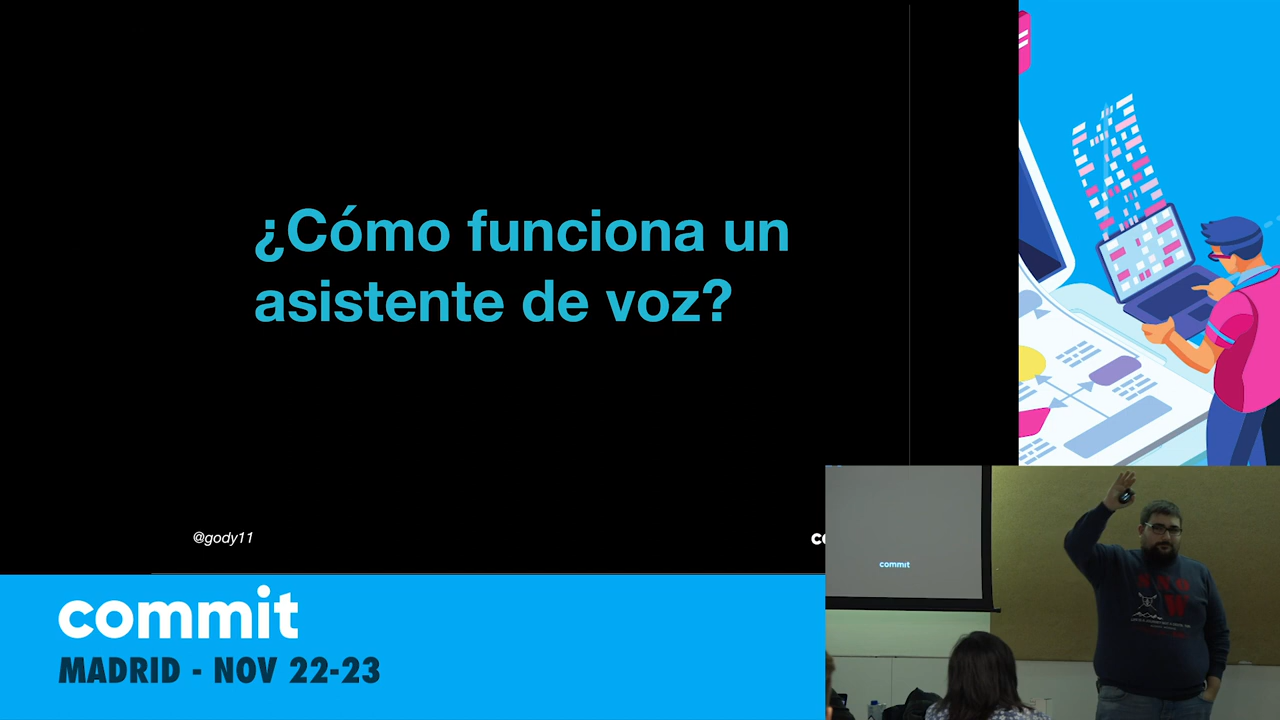 ¿Cómo funciona un
asistente de voz?
@gody11
commit
MADRID - NOV 22-23
commit